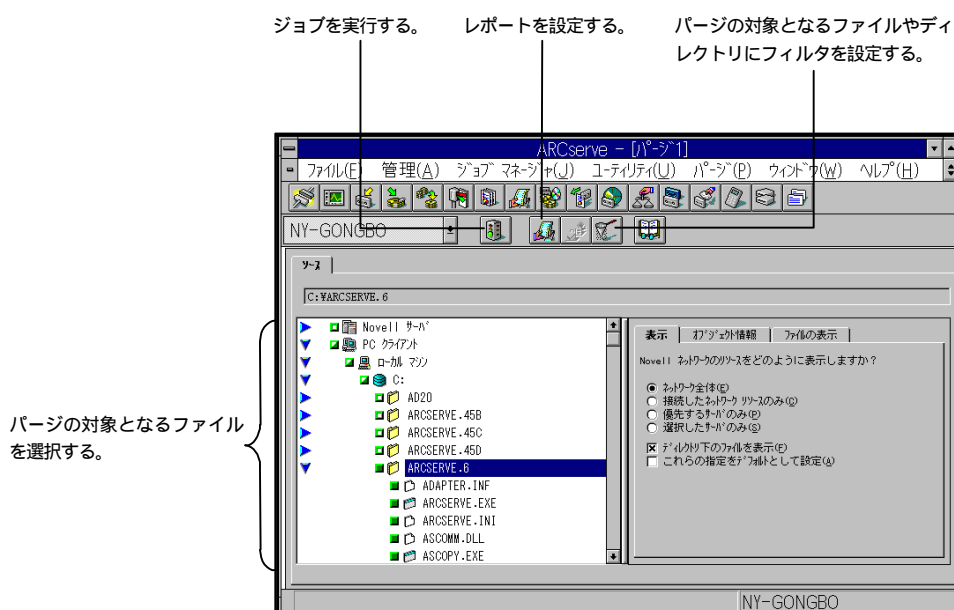 ジョブを実行する。
レポートを設定する。
パージの対象となるファイルやディ
レクトリにフィルタを設定する。
ARCserve - [ﾊﾟｰｼﾞ1]
ﾌｧｲﾙ(F) 管理(A) ｼﾞｮﾌﾞ ﾏﾈｰｼﾞｬ(J) ﾕｰﾃｨﾘﾃｨ(U) ﾊﾟｰｼﾞ(P) ｳｨﾝﾄﾞｳ(W) ﾍﾙﾌﾟ(H)
NY-GONGBO
ｿｰｽ
C:¥ARCSERVE.6
Novell ｻｰﾊﾞ
PC ｸﾗｲｱﾝﾄ
ﾛｰｶﾙ ﾏｼﾝ
C:
AD20
ARCSERVE.45B
ARCSERVE.45C
ARCSERVE.45D
ARCSERVE.6
ADAPTER.INF
ARCSERVE.EXE
ARCSERVE.INI
ASCOMM.DLL
ASCOPY.EXE
表示 ｵﾌﾞｼﾞｪｸﾄ情報 ﾌｧｲﾙの表示
Novell ﾈｯﾄﾜｰｸのﾘｿｰｽをどのように表示しますか？
ﾈｯﾄﾜｰｸ全体(E)
接続したﾈｯﾄﾜｰｸ ﾘｿｰｽのみ(C)
優先するｻｰﾊﾞのみ(P)
選択したｻｰﾊﾞのみ(S)
ﾃﾞｨﾚｸﾄﾘ下のﾌｧｲﾙを表示(F)
これらの指定をﾃﾞﾌｫﾙﾄとして設定(A)
パージの対象となるファイル
を選択する。
NY-GONGBO